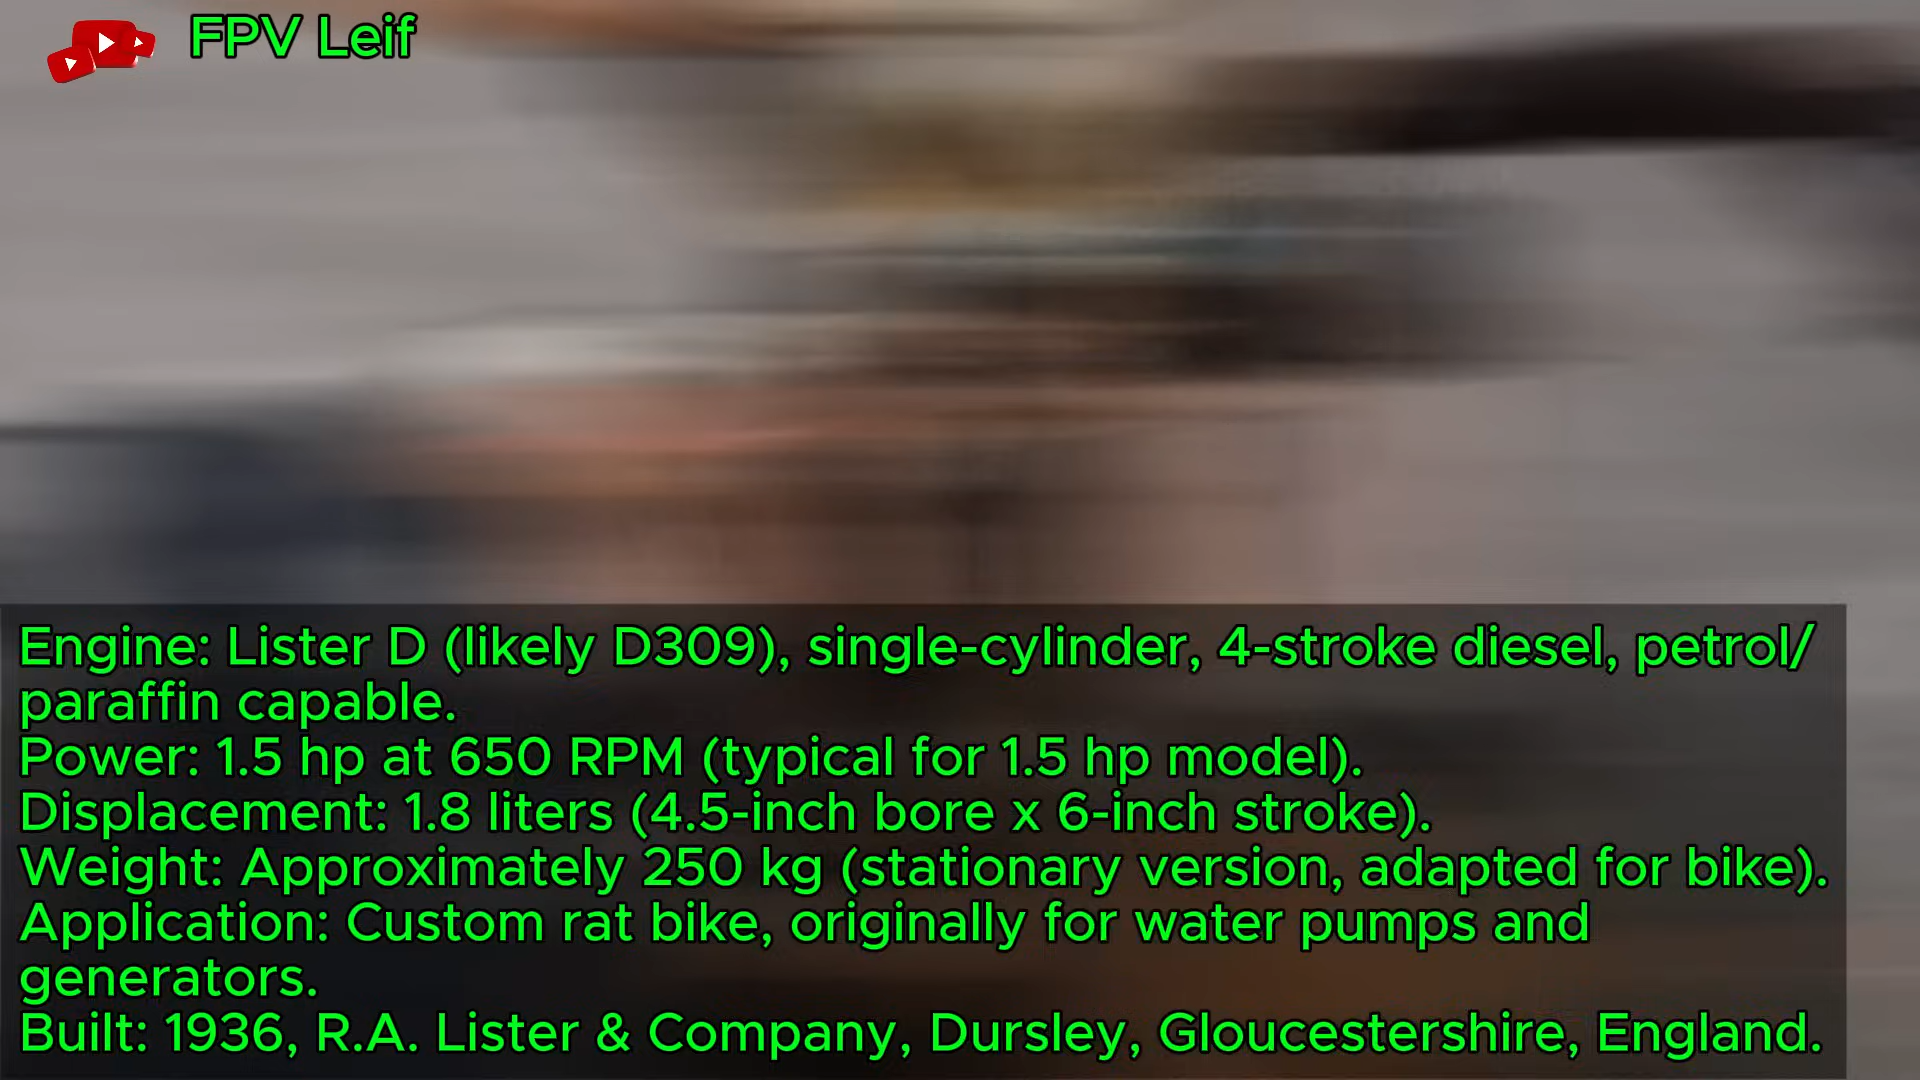 FPV Leif
Engine: Lister D (likely D309), single-cylinder, 4-stroke diesel, petrol/
paraffin capable.
Power: 1.5 hp at 650 RPM (typical for 1.5 hp model).
Displacement: 1.8 liters (4.5-inch bore x 6-inch stroke).
Weight: Approximately 250 kg (stationary version, adapted for bike).
Application: Custom rat bike, originally for water pumps and
generators.
Built: 1936, R.A. Lister & Company, Dursley, Gloucestershire, England.